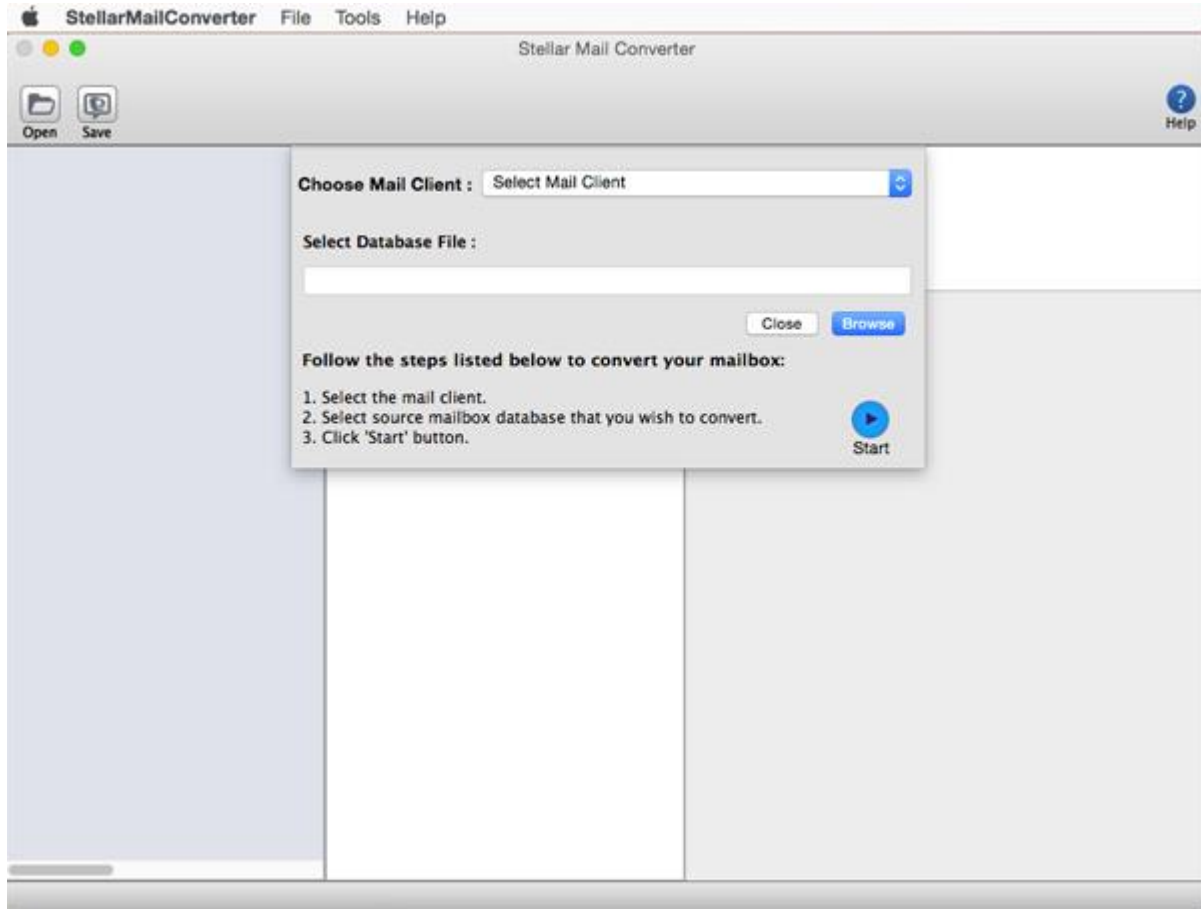 StellarMailConverter File Tools Help
Stellar Mail Converter
Open Save
Help
Choose Mail Client : Select Mail Client
Select Database File :
Close Browse
Follow the steps listed below to convert your mailbox:
1. Select the mail client.
2. Select source mailbox database that you wish to convert.
3. Click 'Start' button.
Start